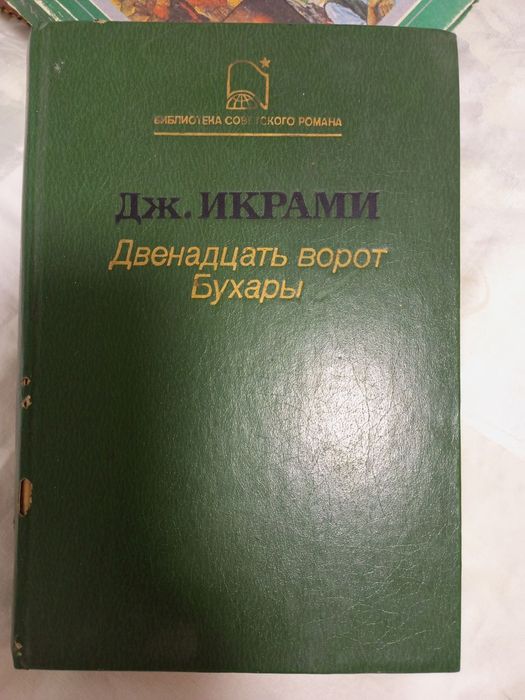 БИБЛИОТЕКА СОВЕТСКОГО РОМАНА
Дж. ИКРАМИ
Двенадцать ворот
Бухары